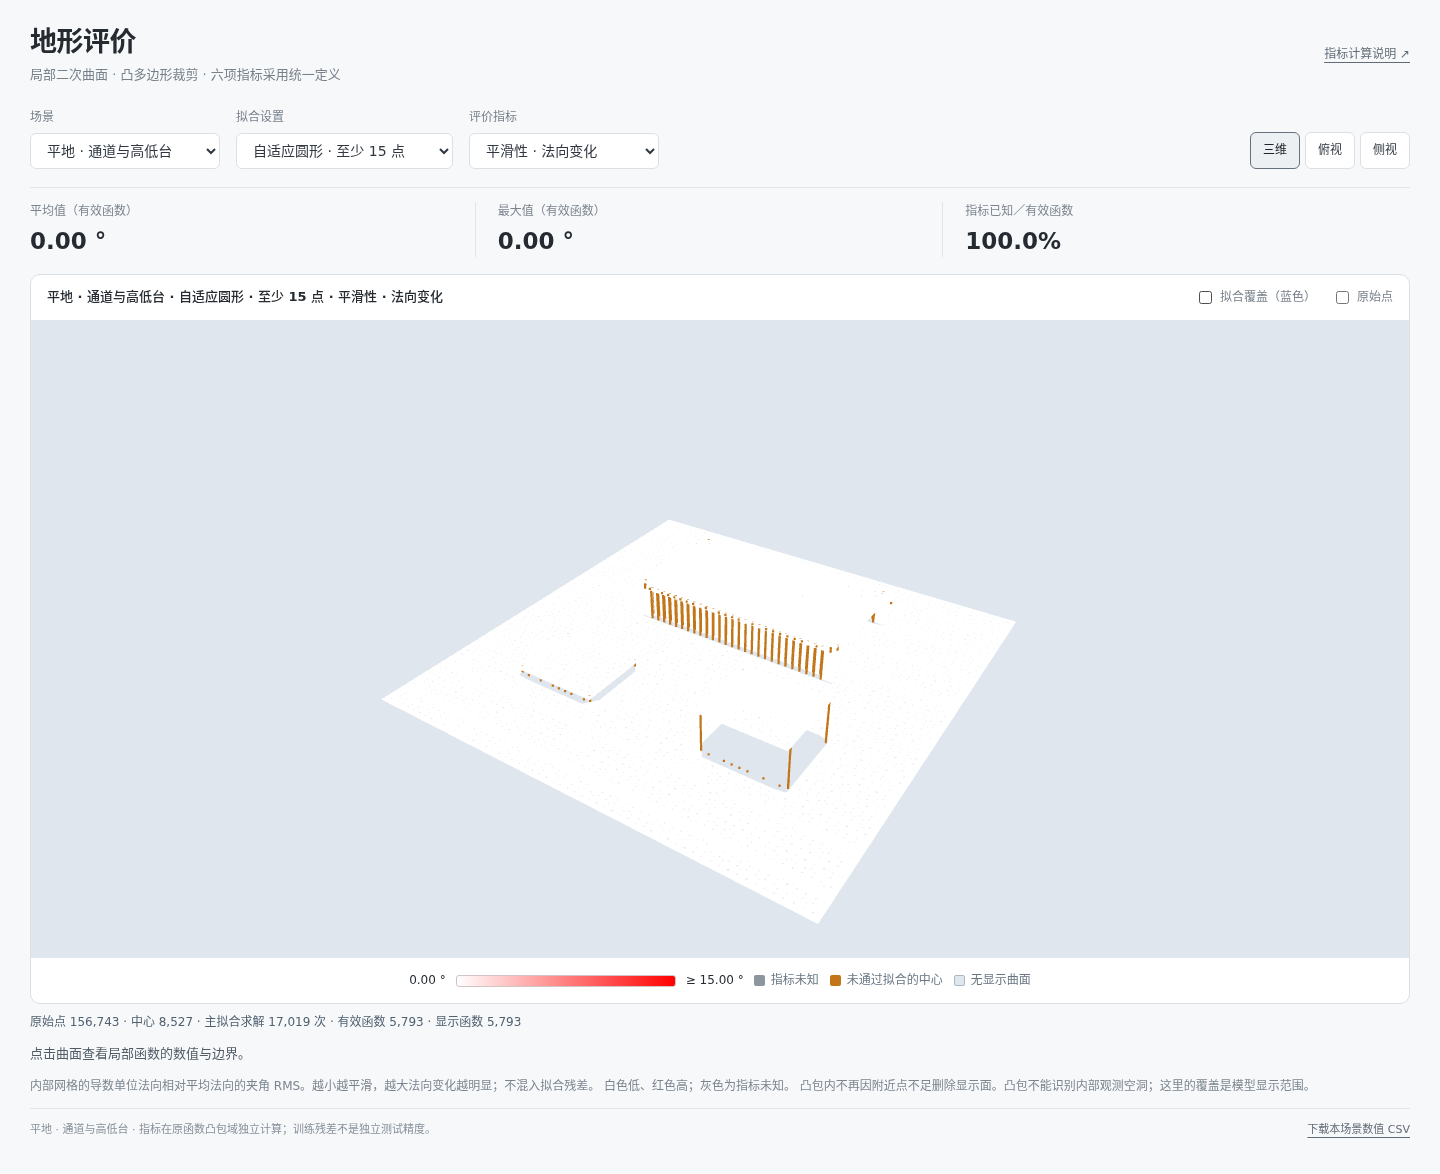 地形评价
局部二次曲面 · 凸多边形裁剪 · 六项指标采用统一定义
指标计算说明 ↗
场景
拟合设置
评价指标
平地 · 通道与高低台
自适应圆形 · 至少 15 点
平滑性 · 法向变化
三维
俯视
侧视
平均值（有效函数）
最大值（有效函数）
指标已知／有效函数
0.00 °
0.00 °
100.0%
平地 · 通道与高低台 · 自适应圆形 · 至少 15 点 · 平滑性 · 法向变化
拟合覆盖（蓝色）
原始点
0.00 °
≥ 15.00 °
指标未知
未通过拟合的中心
无显示曲面
原始点 156,743 · 中心 8,527 · 主拟合求解 17,019 次 · 有效函数 5,793 · 显示函数 5,793
点击曲面查看局部函数的数值与边界。
内部网格的导数单位法向相对平均法向的夹角 RMS。越小越平滑，越大法向变化越明显；不混入拟合残差。 白色低、红色高；灰色为指标未知。 凸包内不再因附近点不足删除显示面。凸包不能识别内部观测空洞；这里的覆盖是模型显示范围。
平地 · 通道与高低台 · 指标在原函数凸包域独立计算；训练残差不是独立测试精度。
下载本场景数值 CSV